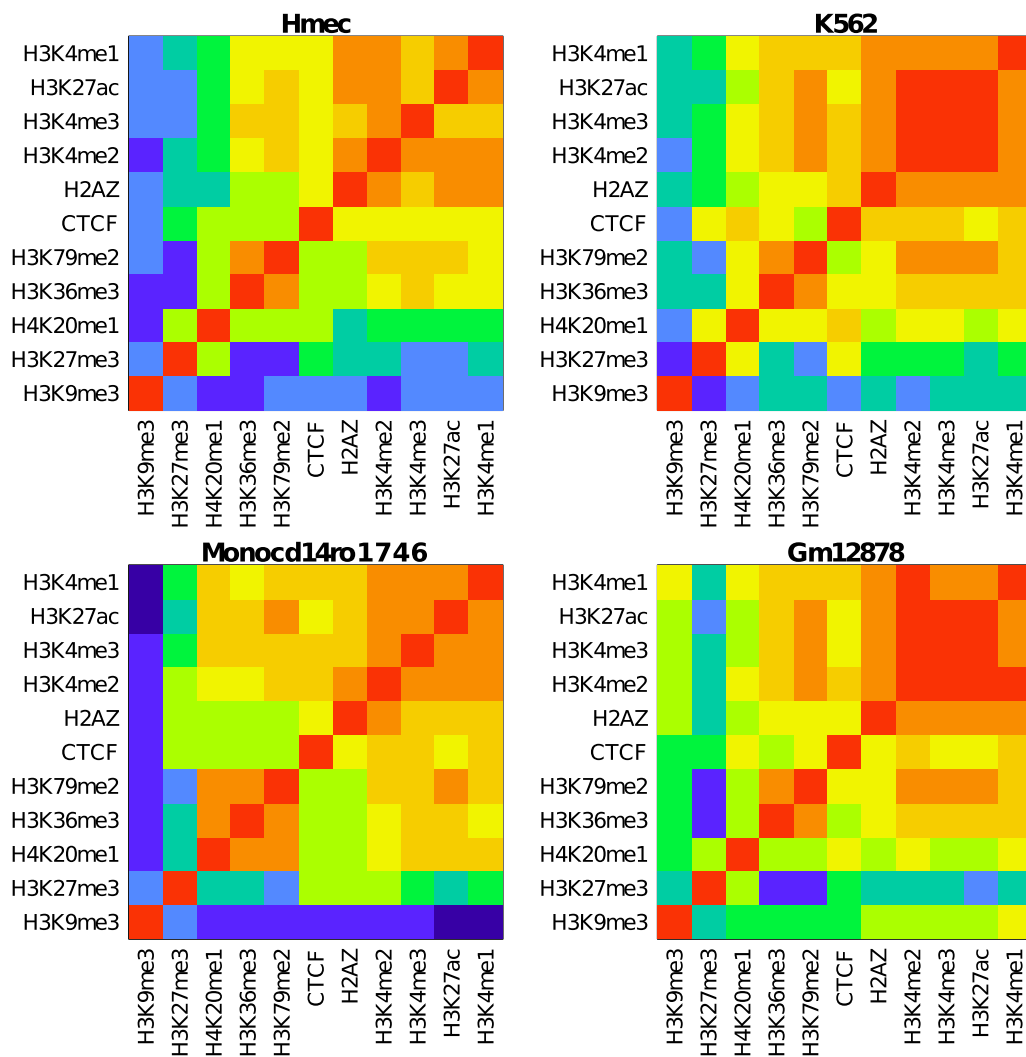 Hmec
H3K4me1
H3K27ac
H3K4me3
H3K4me2
H2AZ
CTCF
H3K79me2
H3K36me3
H4K20me1
H3K27me3
H3K9me3
H3K9me3
H3K27me3
H4K20me1
H3K36me3
H3K79me2
CTCF
H2AZ
H3K4me2
H3K4me3
H3K27ac
H3K4me1
K562
H3K4me1
H3K27ac
H3K4me3
H3K4me2
H2AZ
CTCF
H3K79me2
H3K36me3
H4K20me1
H3K27me3
H3K9me3
H3K9me3
H3K27me3
H4K20me1
H3K36me3
H3K79me2
CTCF
H2AZ
H3K4me2
H3K4me3
H3K27ac
H3K4me1
Monocd14ro1746
H3K4me1
H3K27ac
H3K4me3
H3K4me2
H2AZ
CTCF
H3K79me2
H3K36me3
H4K20me1
H3K27me3
H3K9me3
H3K9me3
H3K27me3
H4K20me1
H3K36me3
H3K79me2
CTCF
H2AZ
H3K4me2
H3K4me3
H3K27ac
H3K4me1
Gm12878
H3K4me1
H3K27ac
H3K4me3
H3K4me2
H2AZ
CTCF
H3K79me2
H3K36me3
H4K20me1
H3K27me3
H3K9me3
H3K9me3
H3K27me3
H4K20me1
H3K36me3
H3K79me2
CTCF
H2AZ
H3K4me2
H3K4me3
H3K27ac
H3K4me1